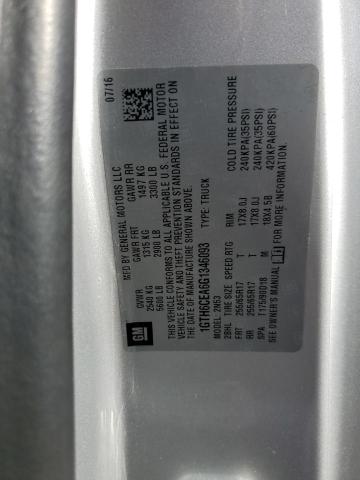 GM
MFD BY GENERAL MOTORS LLC
07/16
GVWR GAWR FRT GAWR RR
2540 KG 1315 KG 1497 KG
5600 LB 2900 LB 3300 LB
THIS VEHICLE CONFORMS TO ALL APPLICABLE U.S. FEDERAL MOTOR
VEHICLE SAFETY AND THEFT PREVENTION STANDARDS IN EFFECT ON
THE DATE OF MANUFACTURE SHOWN ABOVE.
1GTH6CEA6G1346093 TYPE: TRUCK
MODEL: 2N53
2BHL TIRE SIZE SPEED RTG RIM COLD TIRE PRESSURE
FRT 255/65R17 T 17X8.0J 240KPA(35PSI)
RR 255/65R17 T 17X8.0J 240KPA(35PSI)
SPA T175/90D18 M 18X4.5B 420KPA(60PSI)
SEE OWNER'S MANUAL FOR MORE INFORMATION.